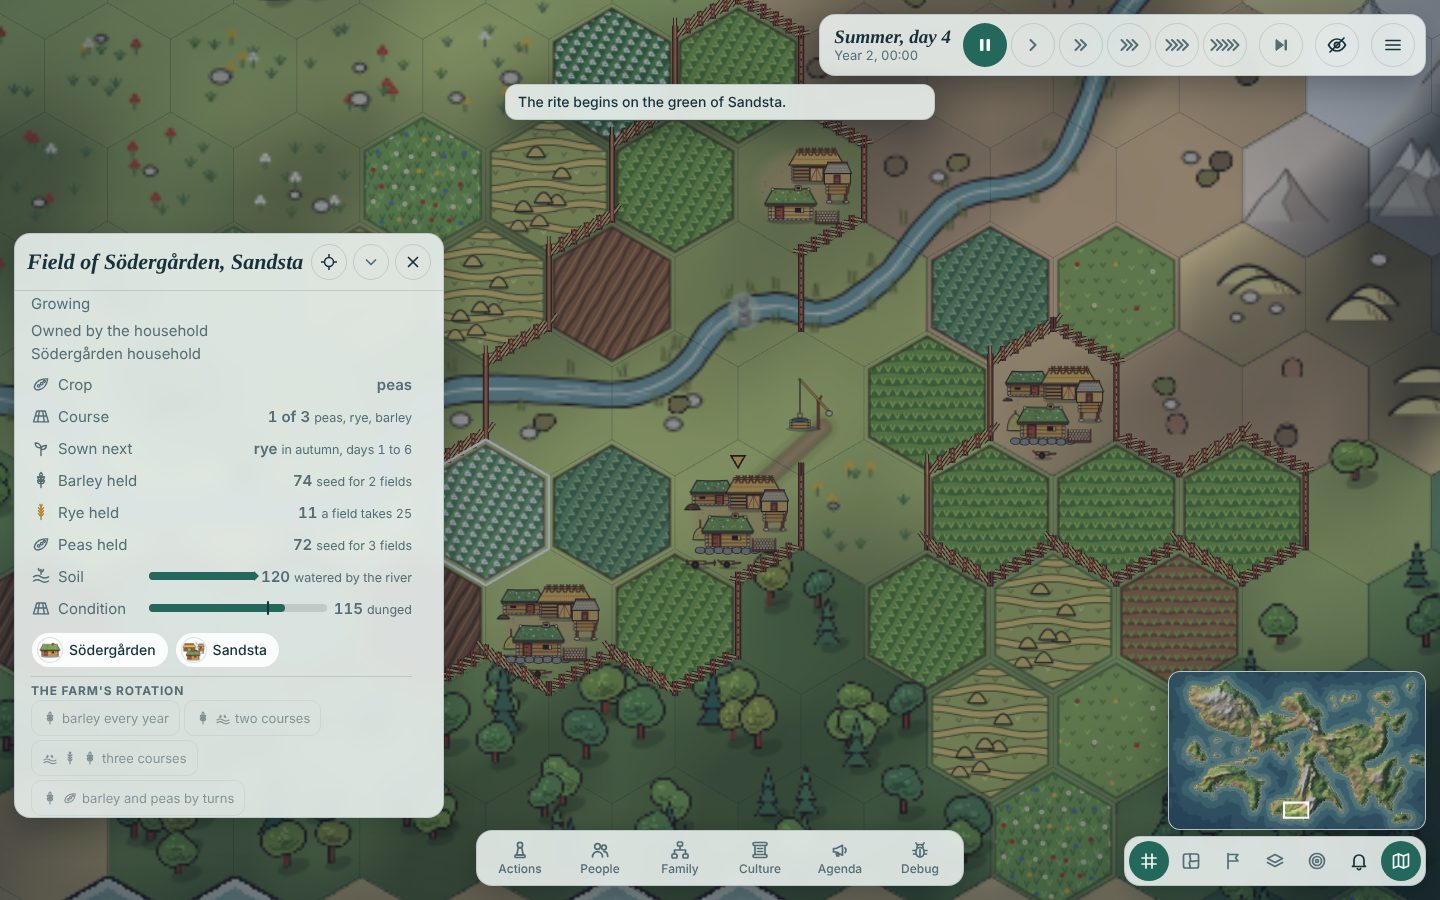 Summer, day 4
Year 2, 00:00
The rite begins on the green of Sandsta.
Field of Södergården, Sandsta
Growing
Owned by the household
Södergården household
Crop peas
Course 1 of 3 peas, rye, barley
Sown next rye in autumn, days 1 to 6
Barley held 74 seed for 2 fields
Rye held 11 a field takes 25
Peas held 72 seed for 3 fields
Soil 120 watered by the river
Condition 115 dunged
Södergården Sandsta
THE FARM'S ROTATION
barley every year two courses
three courses
barley and peas by turns
Actions People Family Culture Agenda Debug